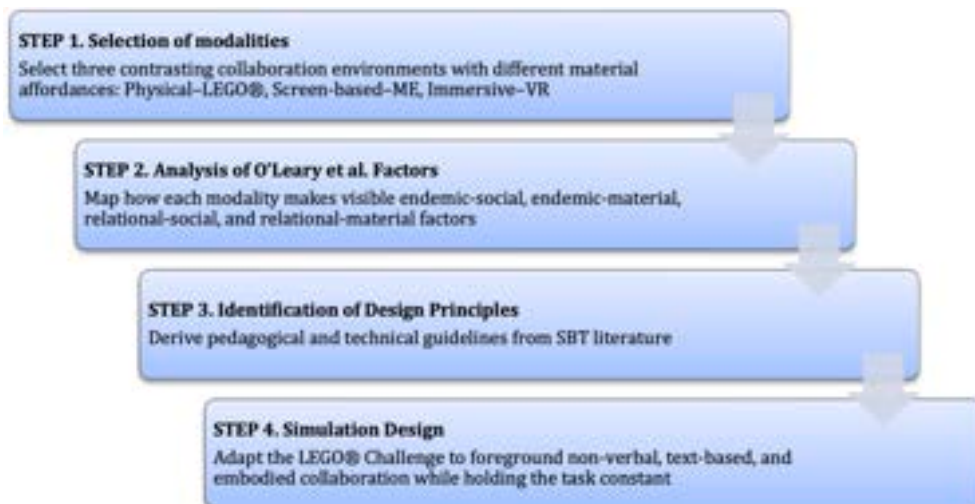 STEP 1. Selection of modalities
Select three contrasting collaboration environments with different material
affordances: Physical–LEGO®, Screen-based–ME, Immersive–VR
STEP 2. Analysis of O'Leary et al. Factors
Map how each modality makes visible endemic-social, endemic-material,
relational-social, and relational-material factors
STEP 3. Identification of Design Principles
Derive pedagogical and technical guidelines from SBT literature
STEP 4. Simulation Design
Adapt the LEGO® Challenge to foreground non-verbal, text-based, and
embodied collaboration while holding the task constant